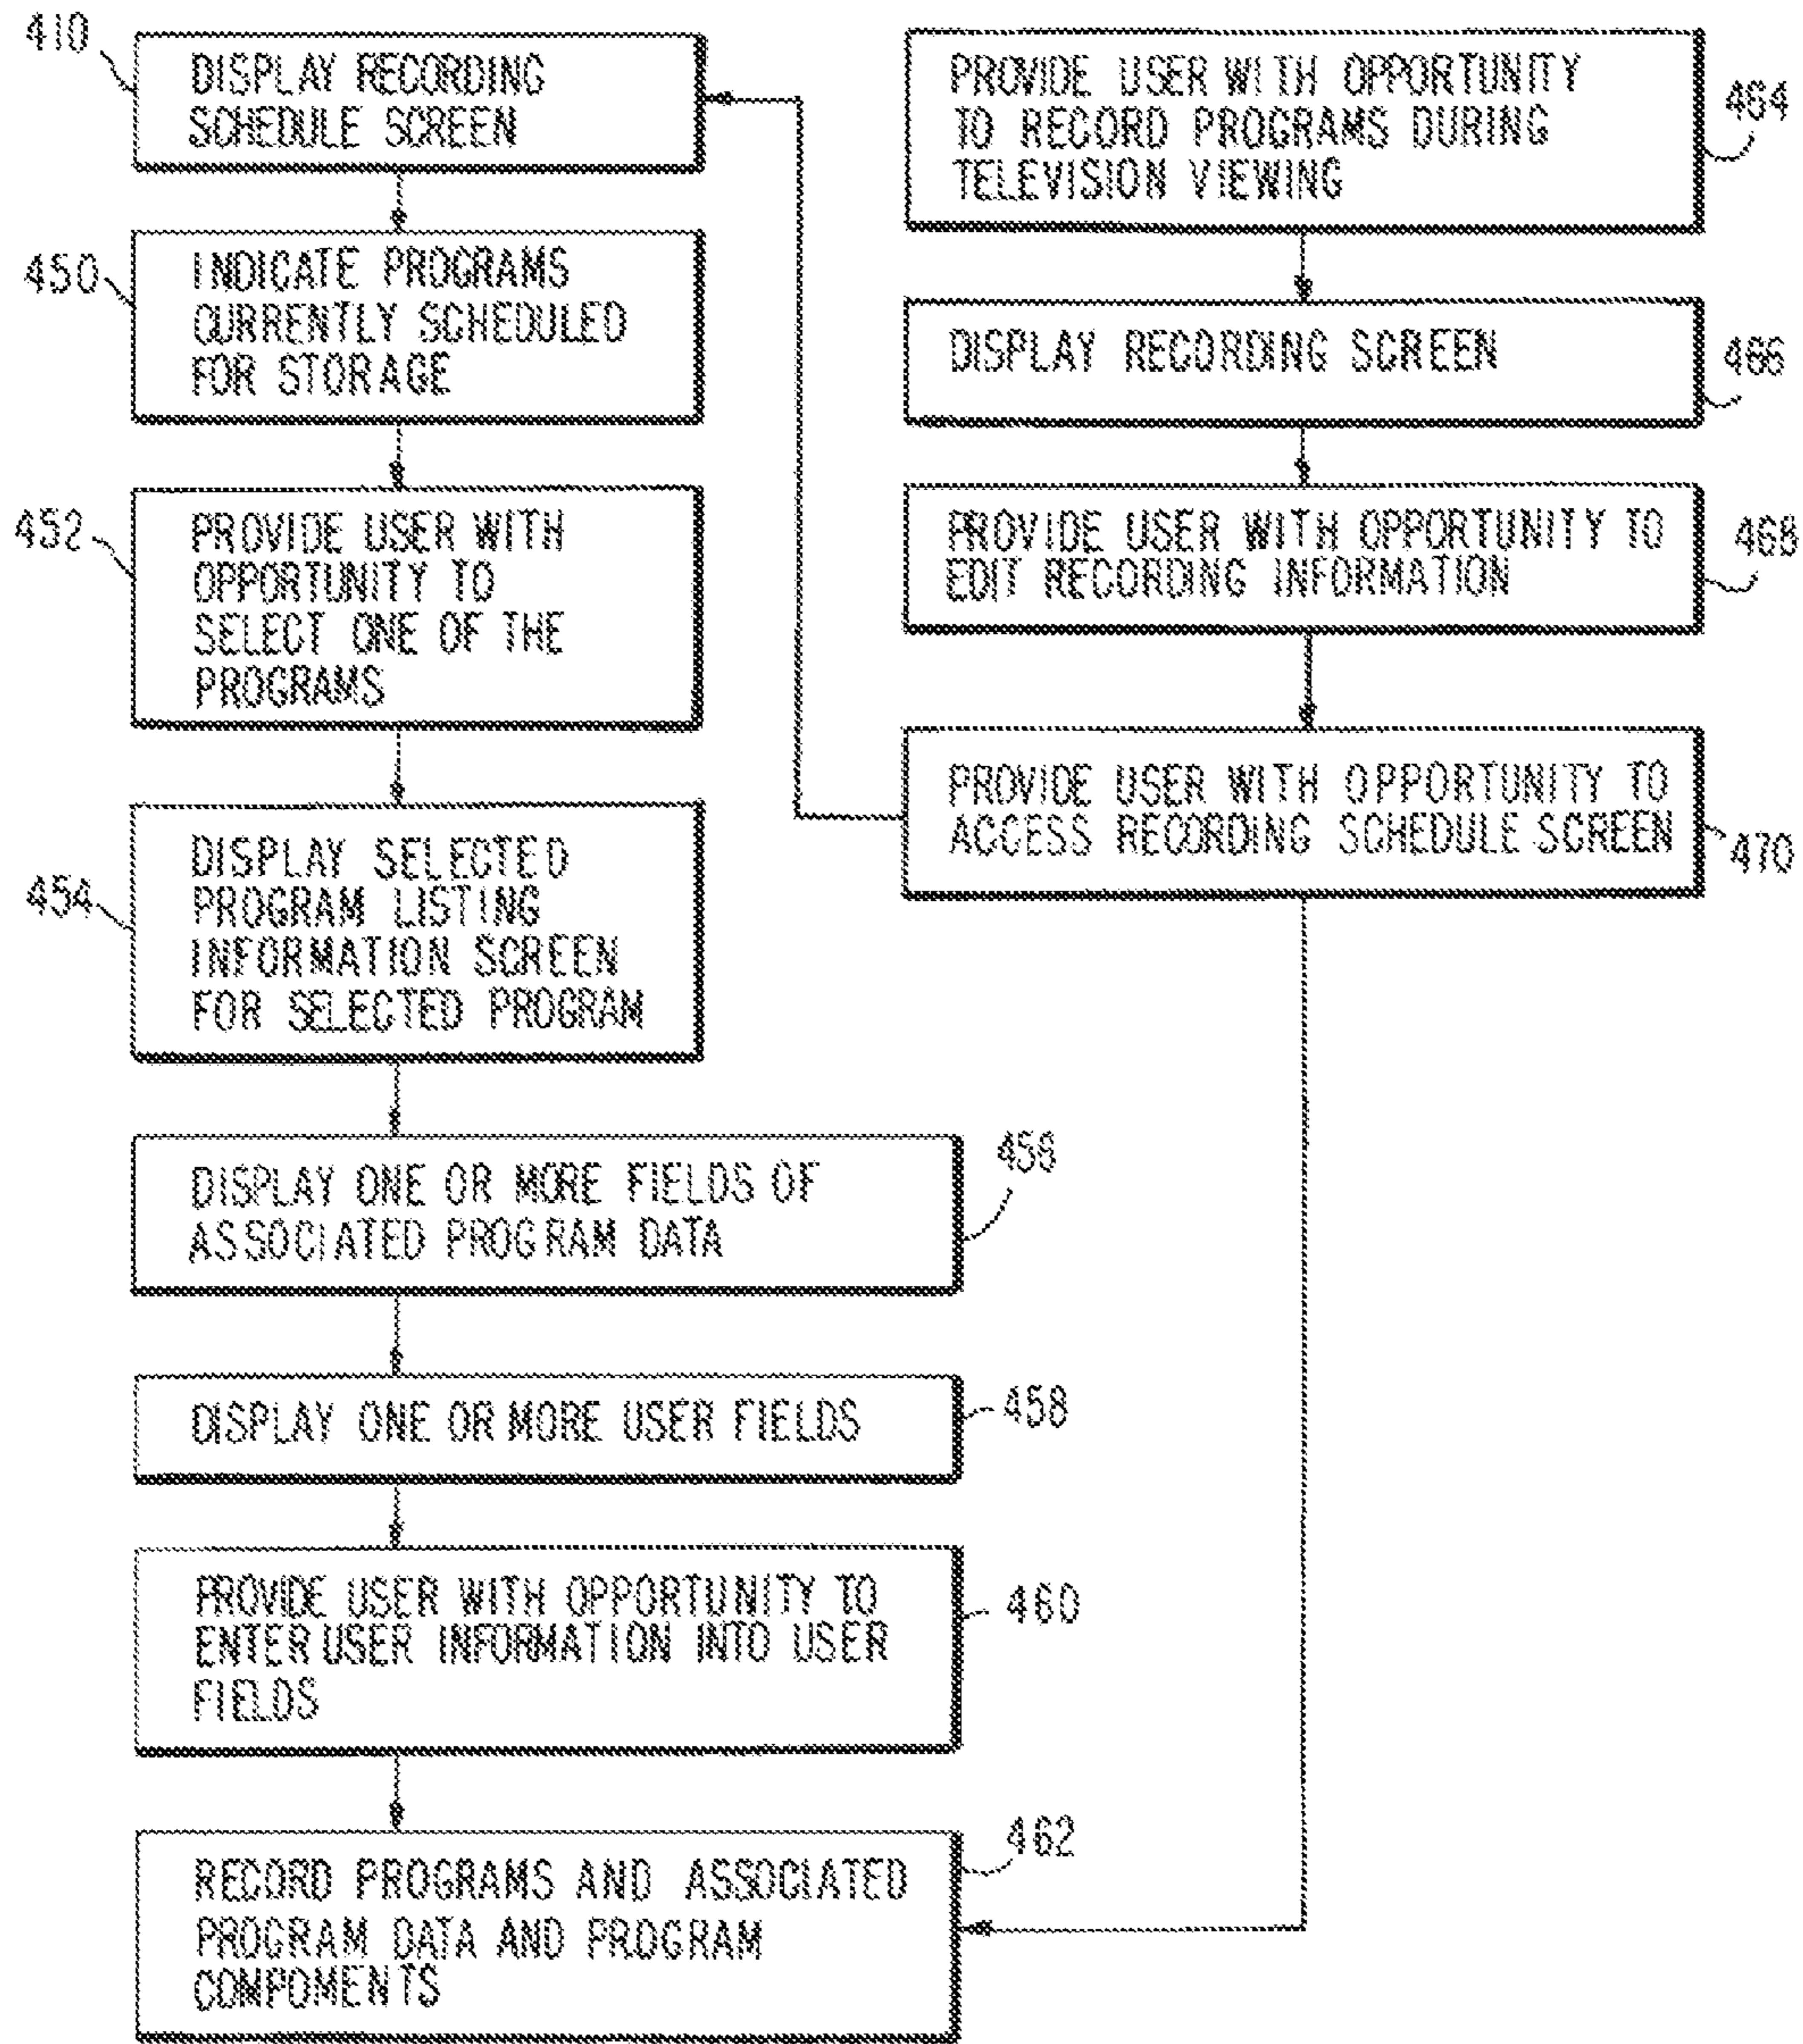 410
DISPLAY RECORDING
SCHEDULE SCREEN
450
INDICATE PROGRAMS
CURRENTLY SCHEDULED
FOR STORAGE
452
PROVIDE USER WITH
OPPORTUNITY TO
SELECT ONE OF THE
PROGRAMS
454
DISPLAY SELECTED
PROGRAM LISTING
INFORMATION SCREEN
FOR SELECTED PROGRAM
DISPLAY ONE OR MORE FIELDS OF
ASSOCIATED PROGRAM DATA
456
DISPLAY ONE OR MORE USER FIELDS
458
PROVIDE USER WITH OPPORTUNITY TO
ENTER USER INFORMATION INTO USER
FIELDS
460
RECORD PROGRAMS AND ASSOCIATED
PROGRAM DATA AND PROGRAM
COMPOMENTS
462
PROVIDE USER WITH OPPORTUNITY
TO RECORD PROGRAMS DURING
TELEVISION VIEWING
464
DISPLAY RECORDING SCREEN
466
PROVIDE USER WITH OPPORTUNITY TO
EDIT RECORDING INFORMATION
468
PROVIDE USER WITH OPPORTUNITY TO
ACCESS RECORDING SCHEDULE SCREEN
470